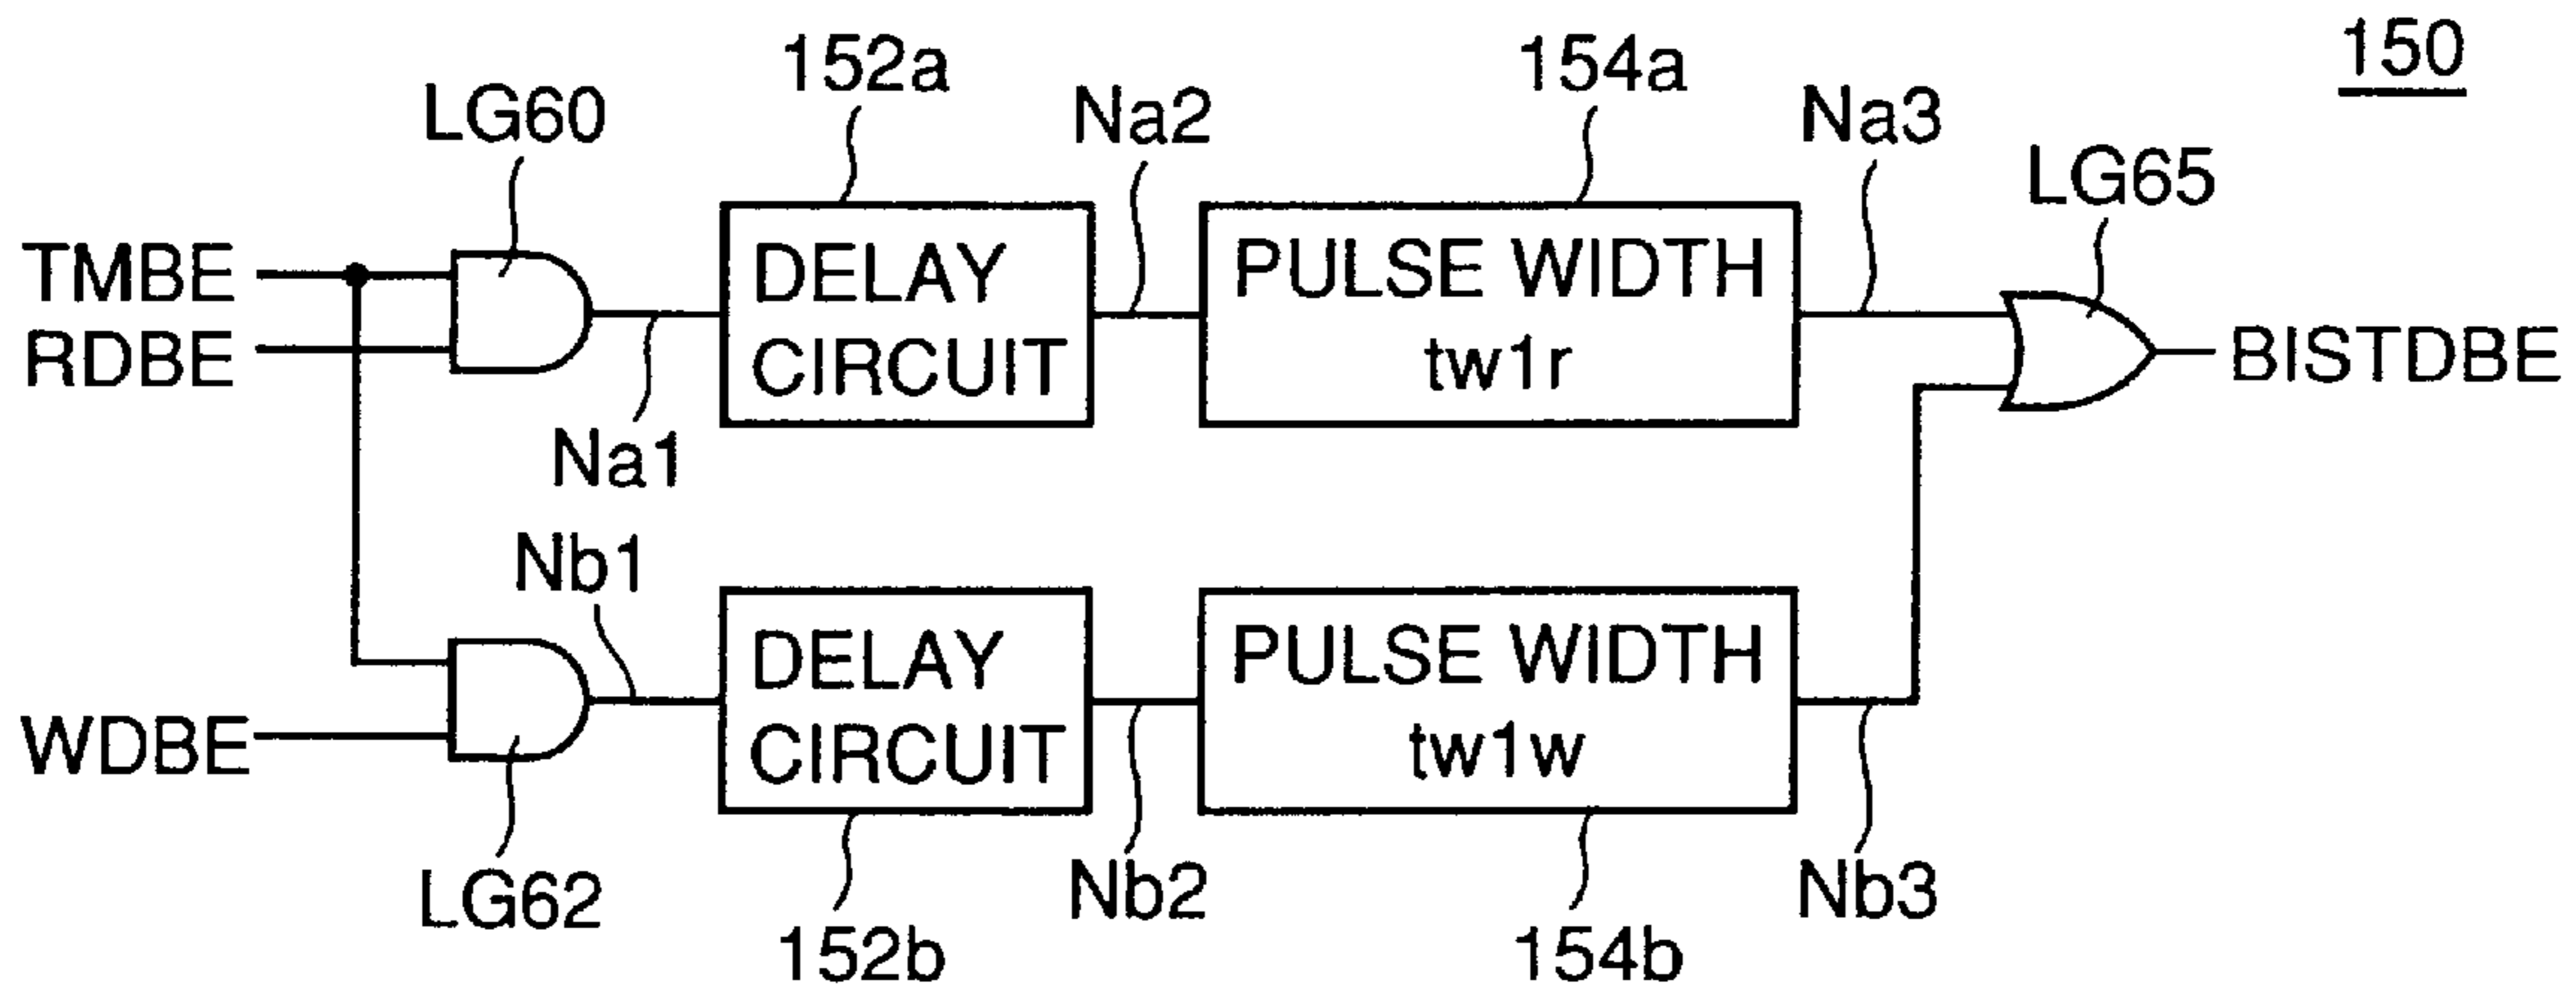 150
152a
154a
LG60
Na2
Na3
LG65
TMBE
RDBE
DELAY
CIRCUIT
PULSE WIDTH
tw1r
BISTDBE
Na1
Nb1
WDBE
DELAY
CIRCUIT
PULSE WIDTH
tw1w
LG62
Nb2
Nb3
152b
154b